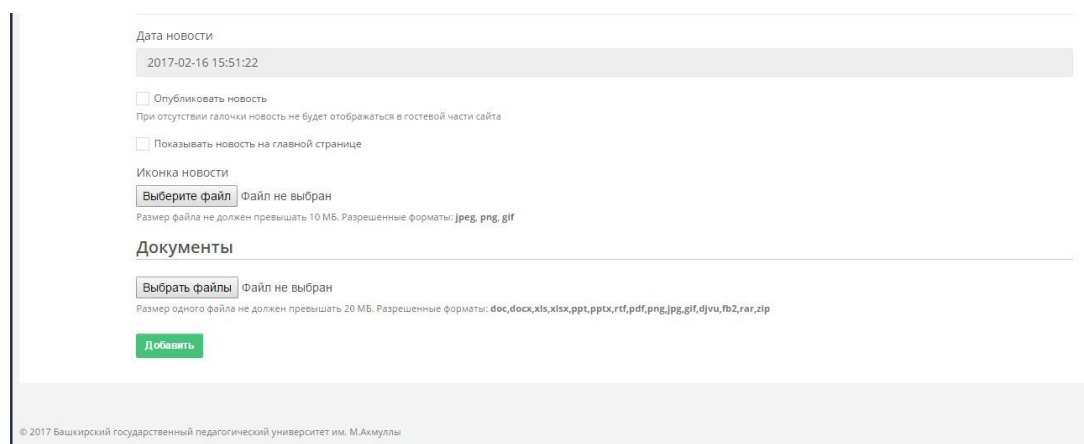 Дата новости
2017-02-16 15:51:22
Опубликовать новость
При отсутствии галочки новость не будет отображаться в гостевой части сайта
Показывать новость на главной странице
Иконка новости
Выберите файл Файл не выбран
Размер файла не должен превышать 10 МБ. Разрешенные форматы: jpeg, png, gif
Документы
Выбрать файлы Файл не выбран
Размер одного файла не должен превышать 20 МБ. Разрешенные форматы: doc,docx,xls,xlsx,ppt,pptx,rtf,pdf,png,jpg,gif,djvu,fb2,rar,zip
Добавить
© 2017 Башкирский государственный педагогический университет им. М.Акмуллы